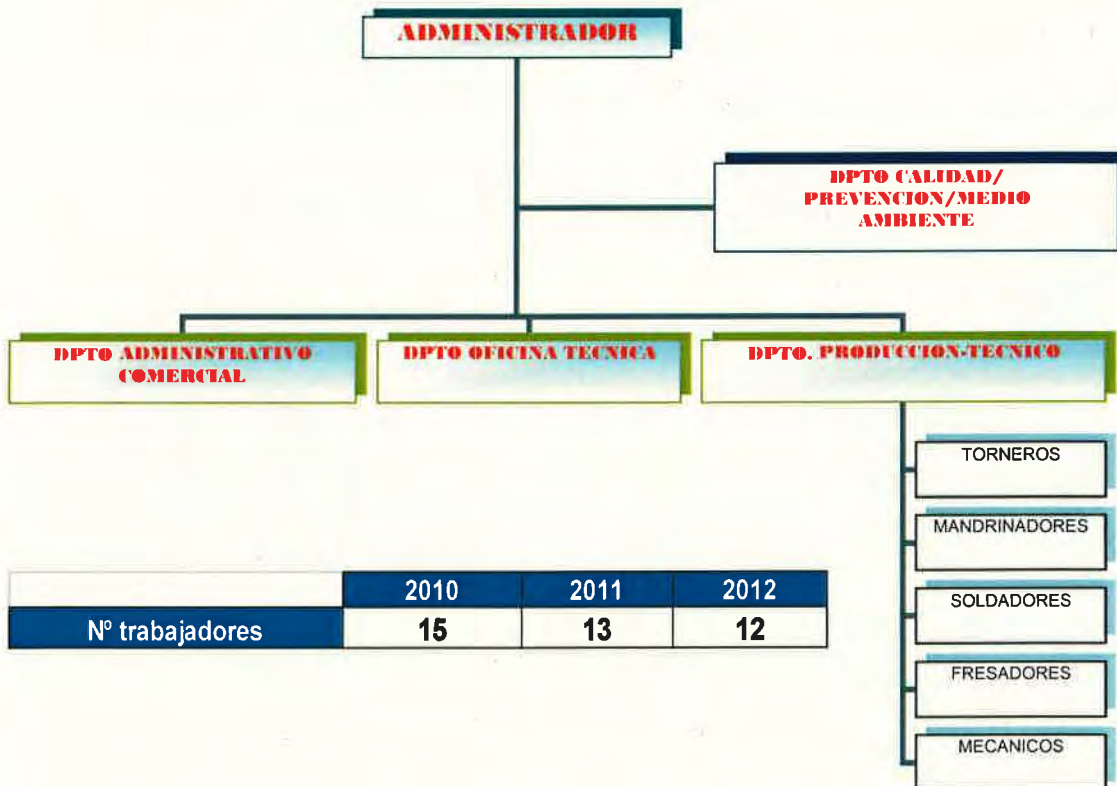 ADMINISTRADOR
DPTO CALIDAD/
PREVENCION/MEDIO
AMBIENTE
DPTO ADMINISTRATIVO
COMERCIAL
DPTO OFICINA TECNICA
DPTO. PRODUCCION-TECNICO
TORNEROS
MANDRINADORES
SOLDADORES
FRESADORES
MECANICOS
2010 2011 2012
Nº trabajadores 15 13 12